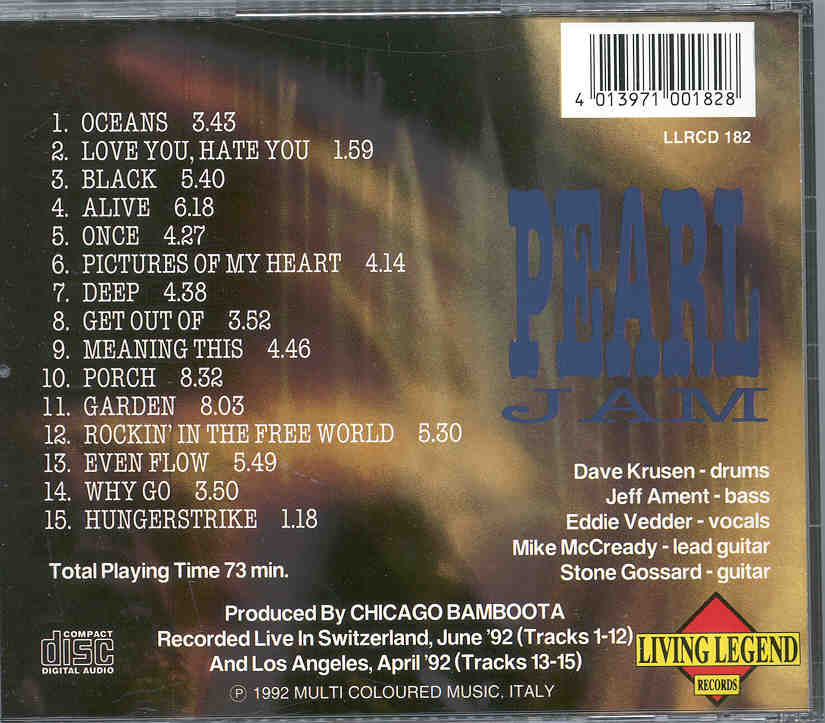 4 013971 001828
LLRCD 182
1. OCEANS 3.43
2. LOVE YOU, HATE YOU 1.59
3. BLACK 5.40
4. ALIVE 6.18
5. ONCE 4.27
6. PICTURES OF MY HEART 4.14
7. DEEP 4.38
8. GET OUT OF 3.52
9. MEANING THIS 4.46
10. PORCH 8.32
11. GARDEN 8.03
12. ROCKIN' IN THE FREE WORLD 5.30
13. EVEN FLOW 5.49
14. WHY GO 3.50
15. HUNGERSTRIKE 1.18
Total Playing Time 73 min.
PEARL
JAM
Dave Krusen - drums
Jeff Ament - bass
Eddie Vedder - vocals
Mike McCready - lead guitar
Stone Gossard - guitar
Produced By CHICAGO BAMBOOTA
Recorded Live In Switzerland, June '92 (Tracks 1-12)
And Los Angeles, April '92 (Tracks 13-15)
℗ 1992 MULTI COLOURED MUSIC, ITALY
COMPACT
disc
DIGITAL AUDIO
LIVING LEGEND
RECORDS